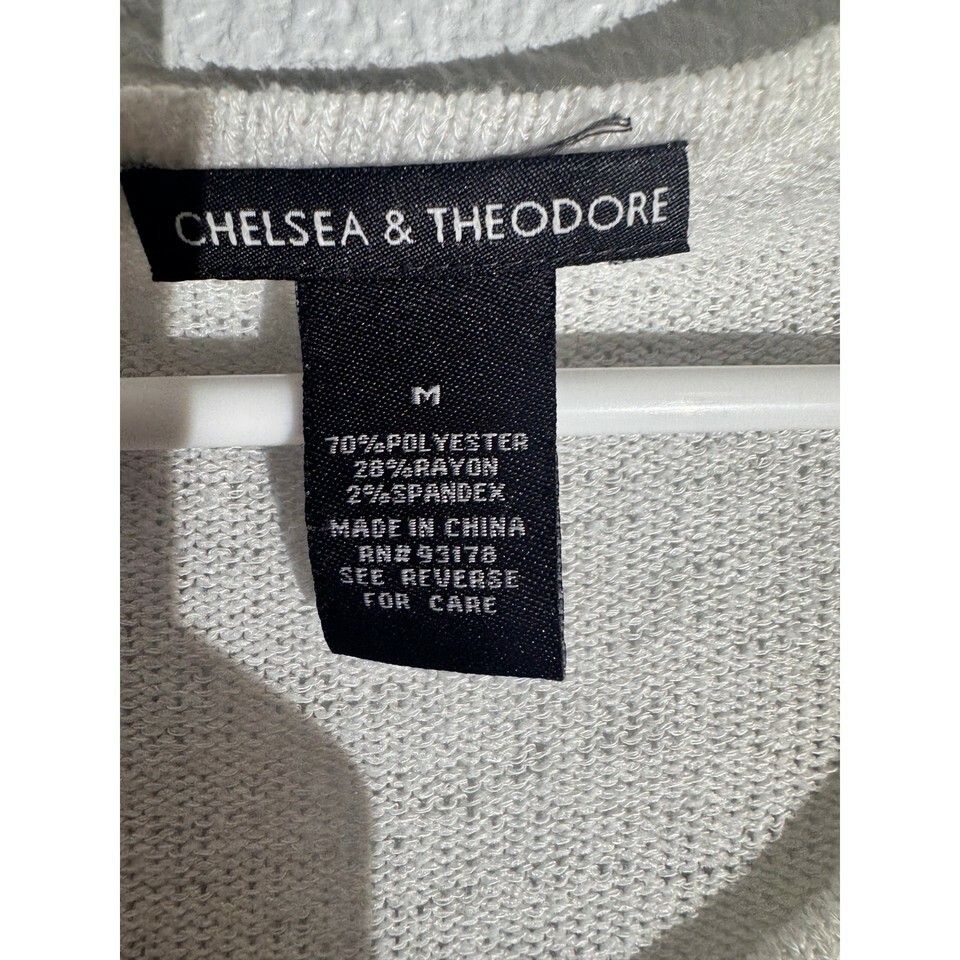 CHELSEA & THEODORE
M
70%POLYESTER
28%RAYON
2%SPANDEX
MADE IN CHINA
RN# 93178
SEE REVERSE
FOR CARE